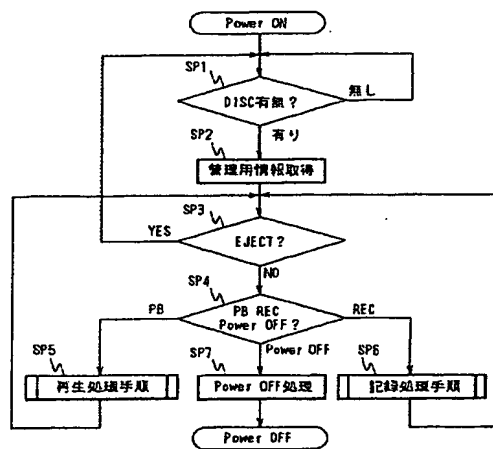 Power ON
SP1
DISC有無?
無し
有り
SP2
管理用情報取得
SP3
YES
EJECT?
NO
SP4
PB
PB REC
Power OFF?
REC
SP5
SP7
Power OFF
SP6
再生処理手順
Power OFF処理
記録処理手順
Power OFF